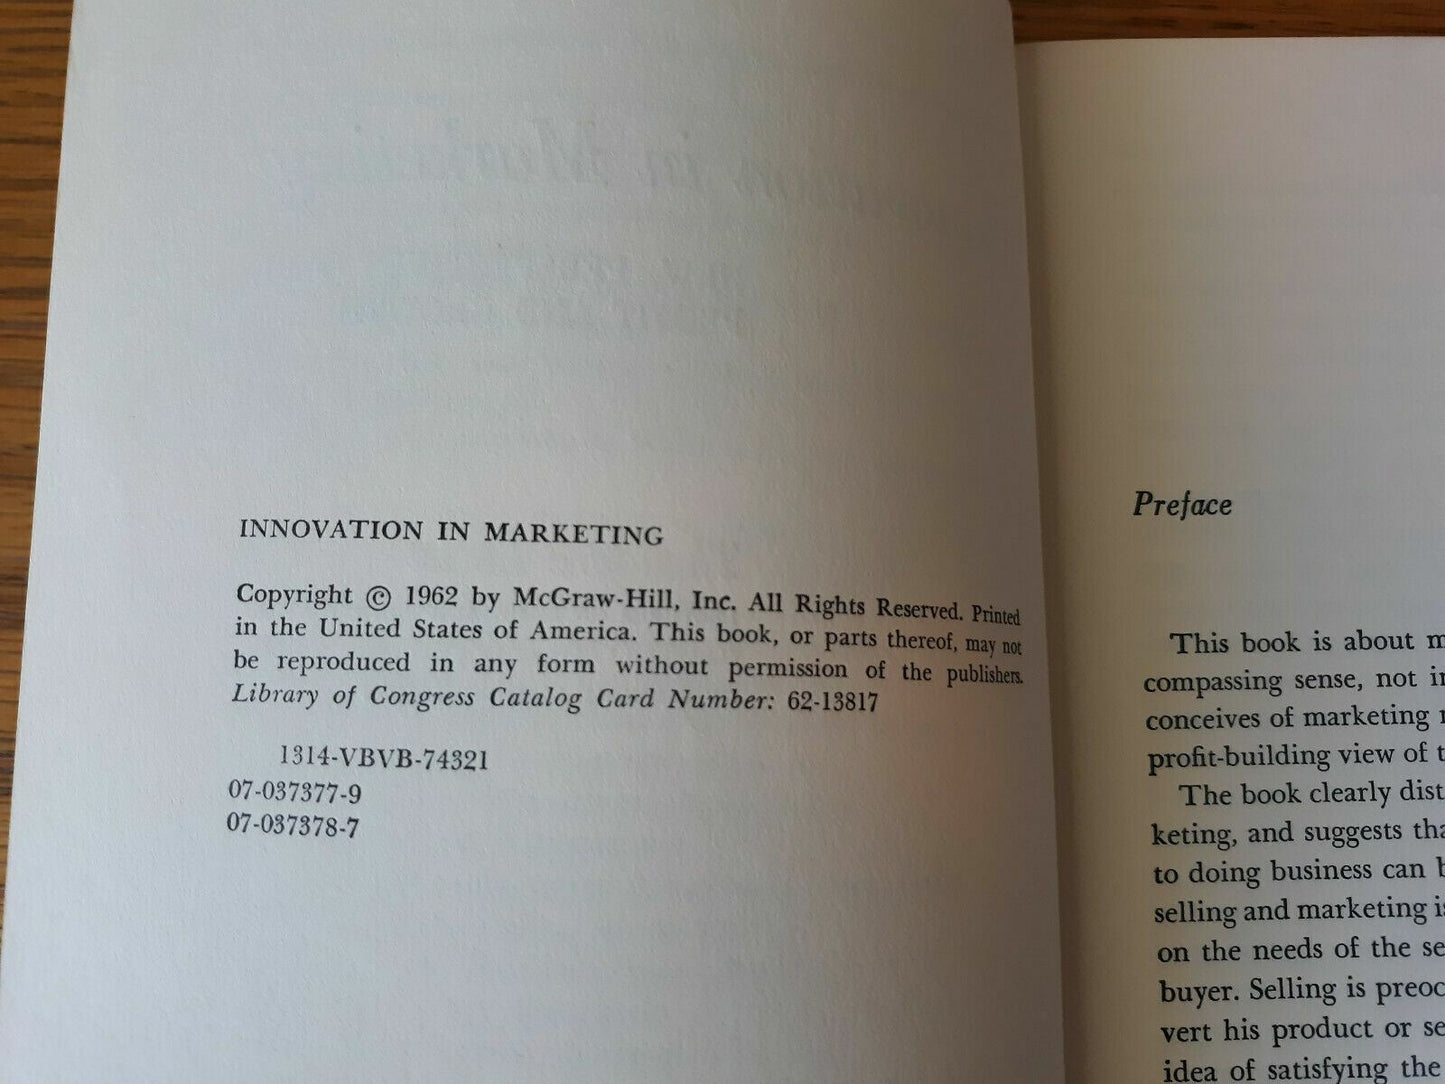 INNOVATION IN MARKETING
Copyright © 1962 by McGraw-Hill, Inc. All Rights Reserved. Printed
in the United States of America. This book, or parts thereof, may not
be reproduced in any form without permission of the publishers.
Library of Congress Catalog Card Number: 62-13817
1314-VBVB-74321
07-037377-9
07-037378-7
Preface
This book is about
compassing sense, not
conceives of marketing
profit-building view of
The book clearly
keting, and suggests
to doing business can
selling and marketing
on the needs of the
buyer. Selling is
vert his product or
idea of satisfying the